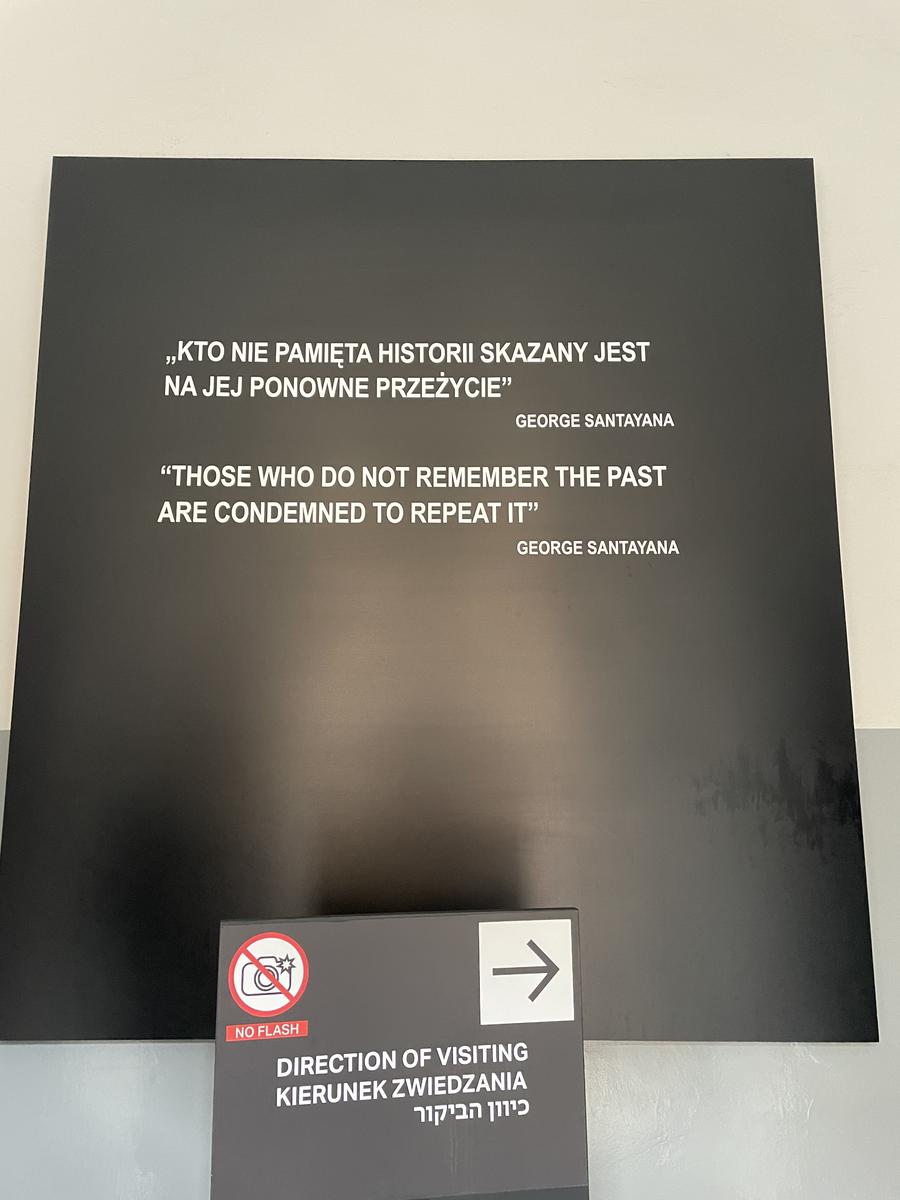 „KTO NIE PAMIĘTA HISTORII SKAZANY JEST
NA JEJ PONOWNE PRZEŻYCIE”
GEORGE SANTAYANA
“THOSE WHO DO NOT REMEMBER THE PAST
ARE CONDEMNED TO REPEAT IT”
GEORGE SANTAYANA
NO FLASH
DIRECTION OF VISITING
KIERUNEK ZWIEDZANIA
כיוון הביקור